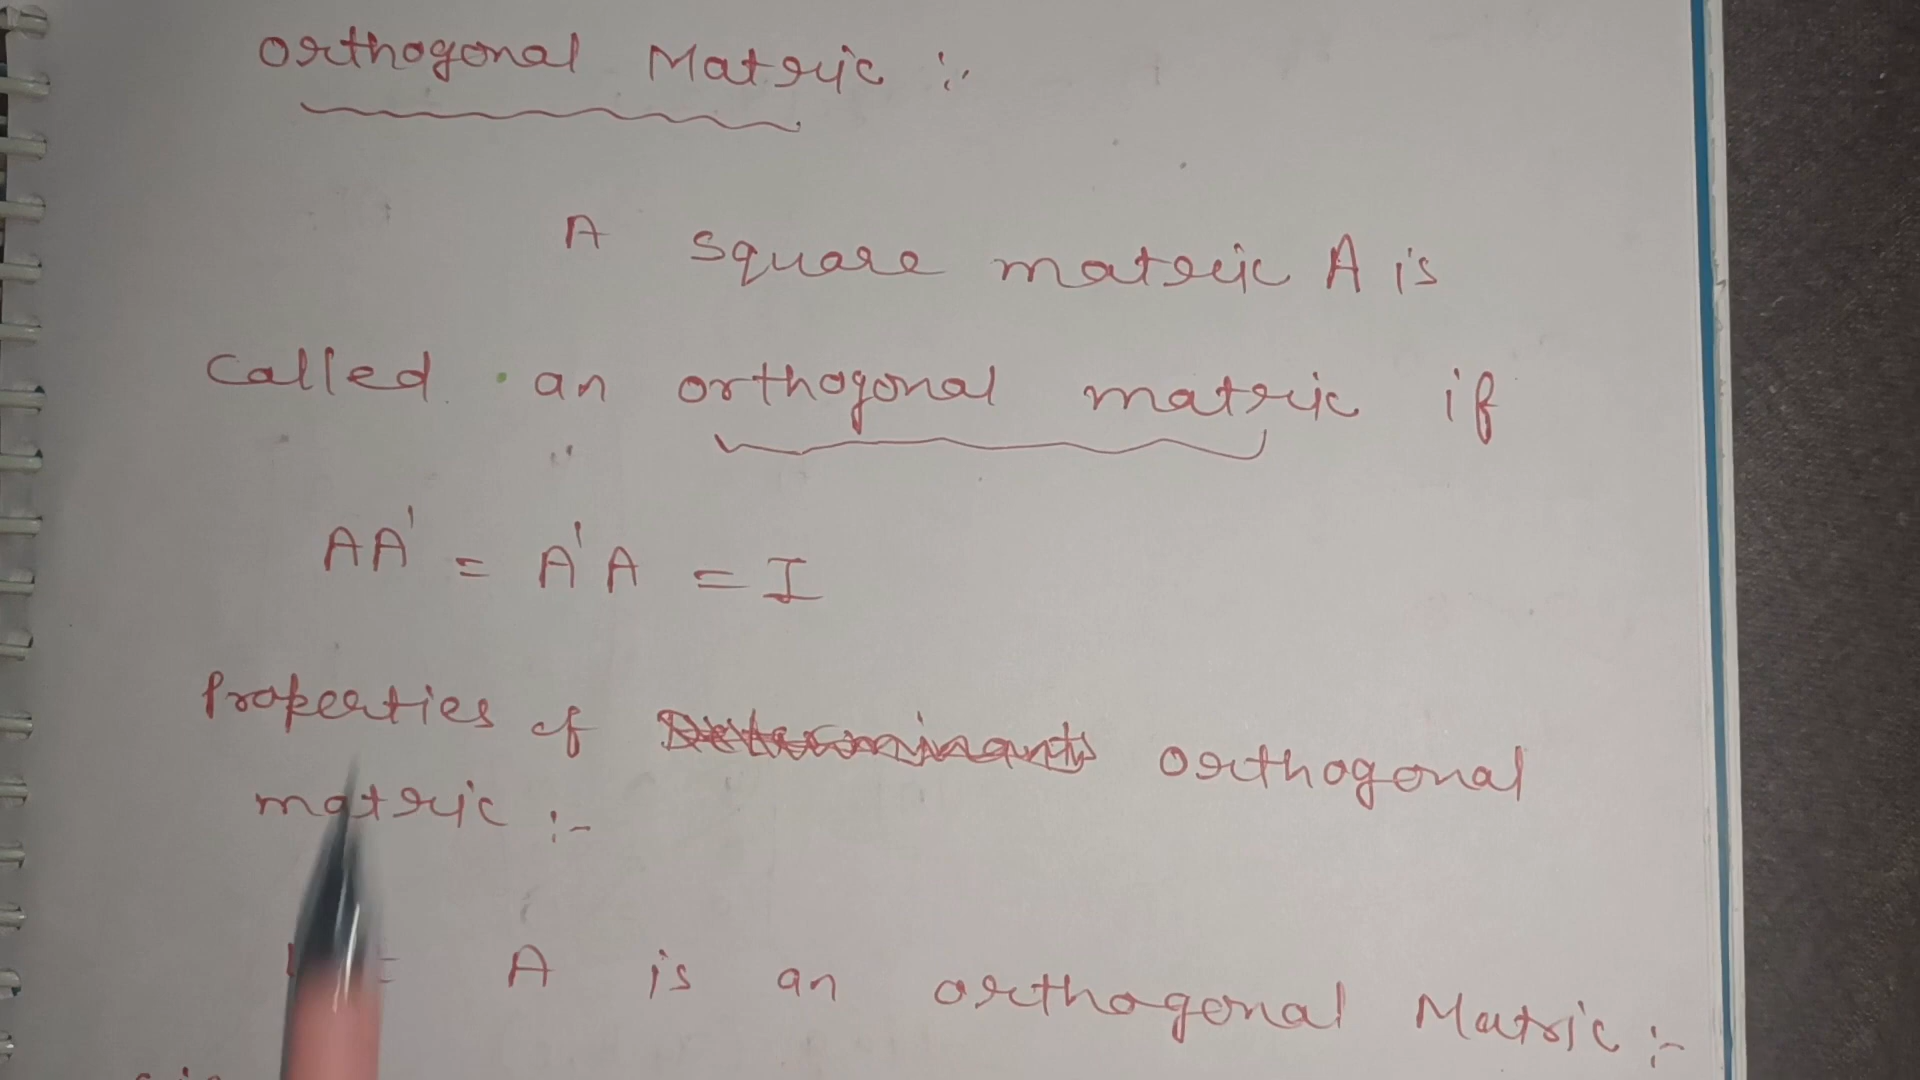 Orthogonal Matric :-
A square matric A is
called an orthogonal matric if
AA' = A'A = I
Properties of orthogonal
matric :-
A is an orthogonal Matric :-